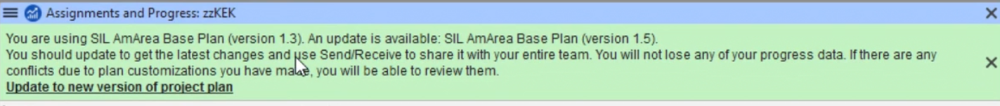 Assignments and Progress: zzKEK
You are using SIL AmArea Base Plan (version 1.3). An update is available: SIL AmArea Base Plan (version 1.5).
You should update to get the latest changes and use Send/Receive to share it with your entire team. You will not lose any of your progress data. If there are any
conflicts due to plan customizations you have made, you will be able to review them.
Update to new version of project plan